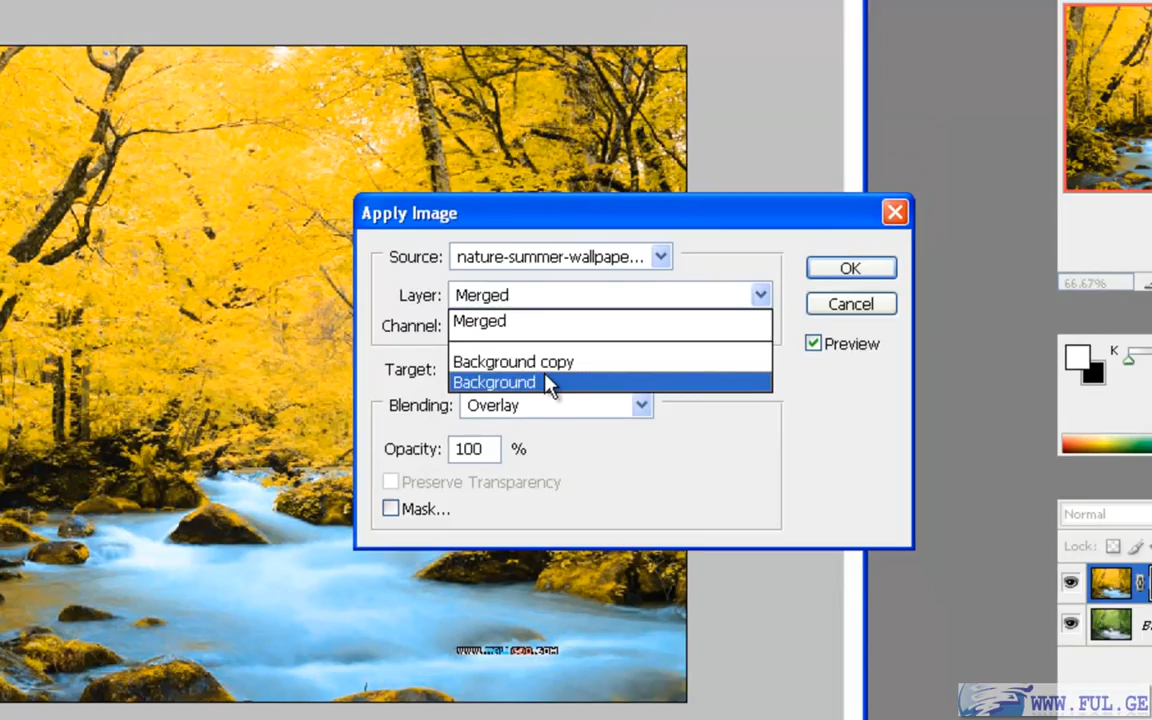 Apply Image
Source: nature-summer-wallpape...
OK
Layer: Merged
Cancel
Merged
Channel:
Preview
Background copy
Target:
Background
Blending: Overlay
Opacity: 100 %
Preserve Transparency
Mask...
66.67%
K
Normal
Lock:
B
WWW.FUL.GE